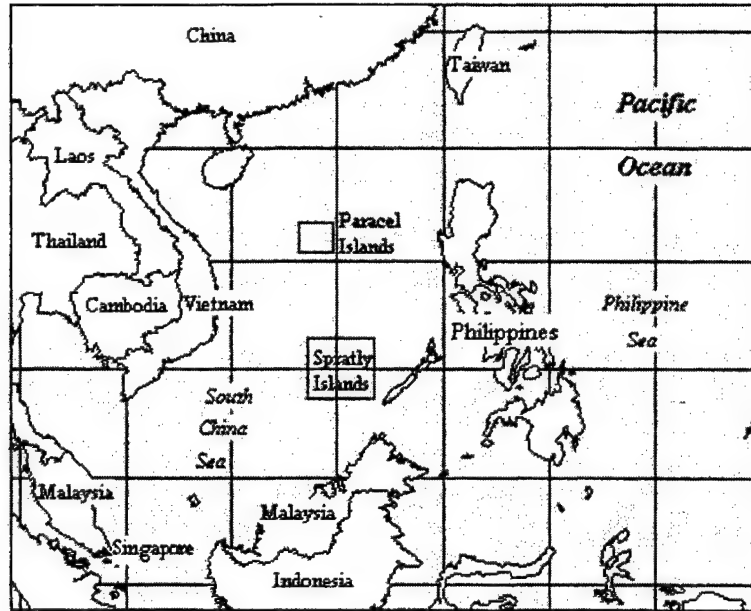 China
Taiwan
Pacific
Ocean
Laos
Paracel
Islands
Thailand
Cambodia
Vietnam
Philippine
Sea
Philippines
Spratly
Islands
South
China
Sea
Malaysia
Malaysia
Singapore
Indonesia